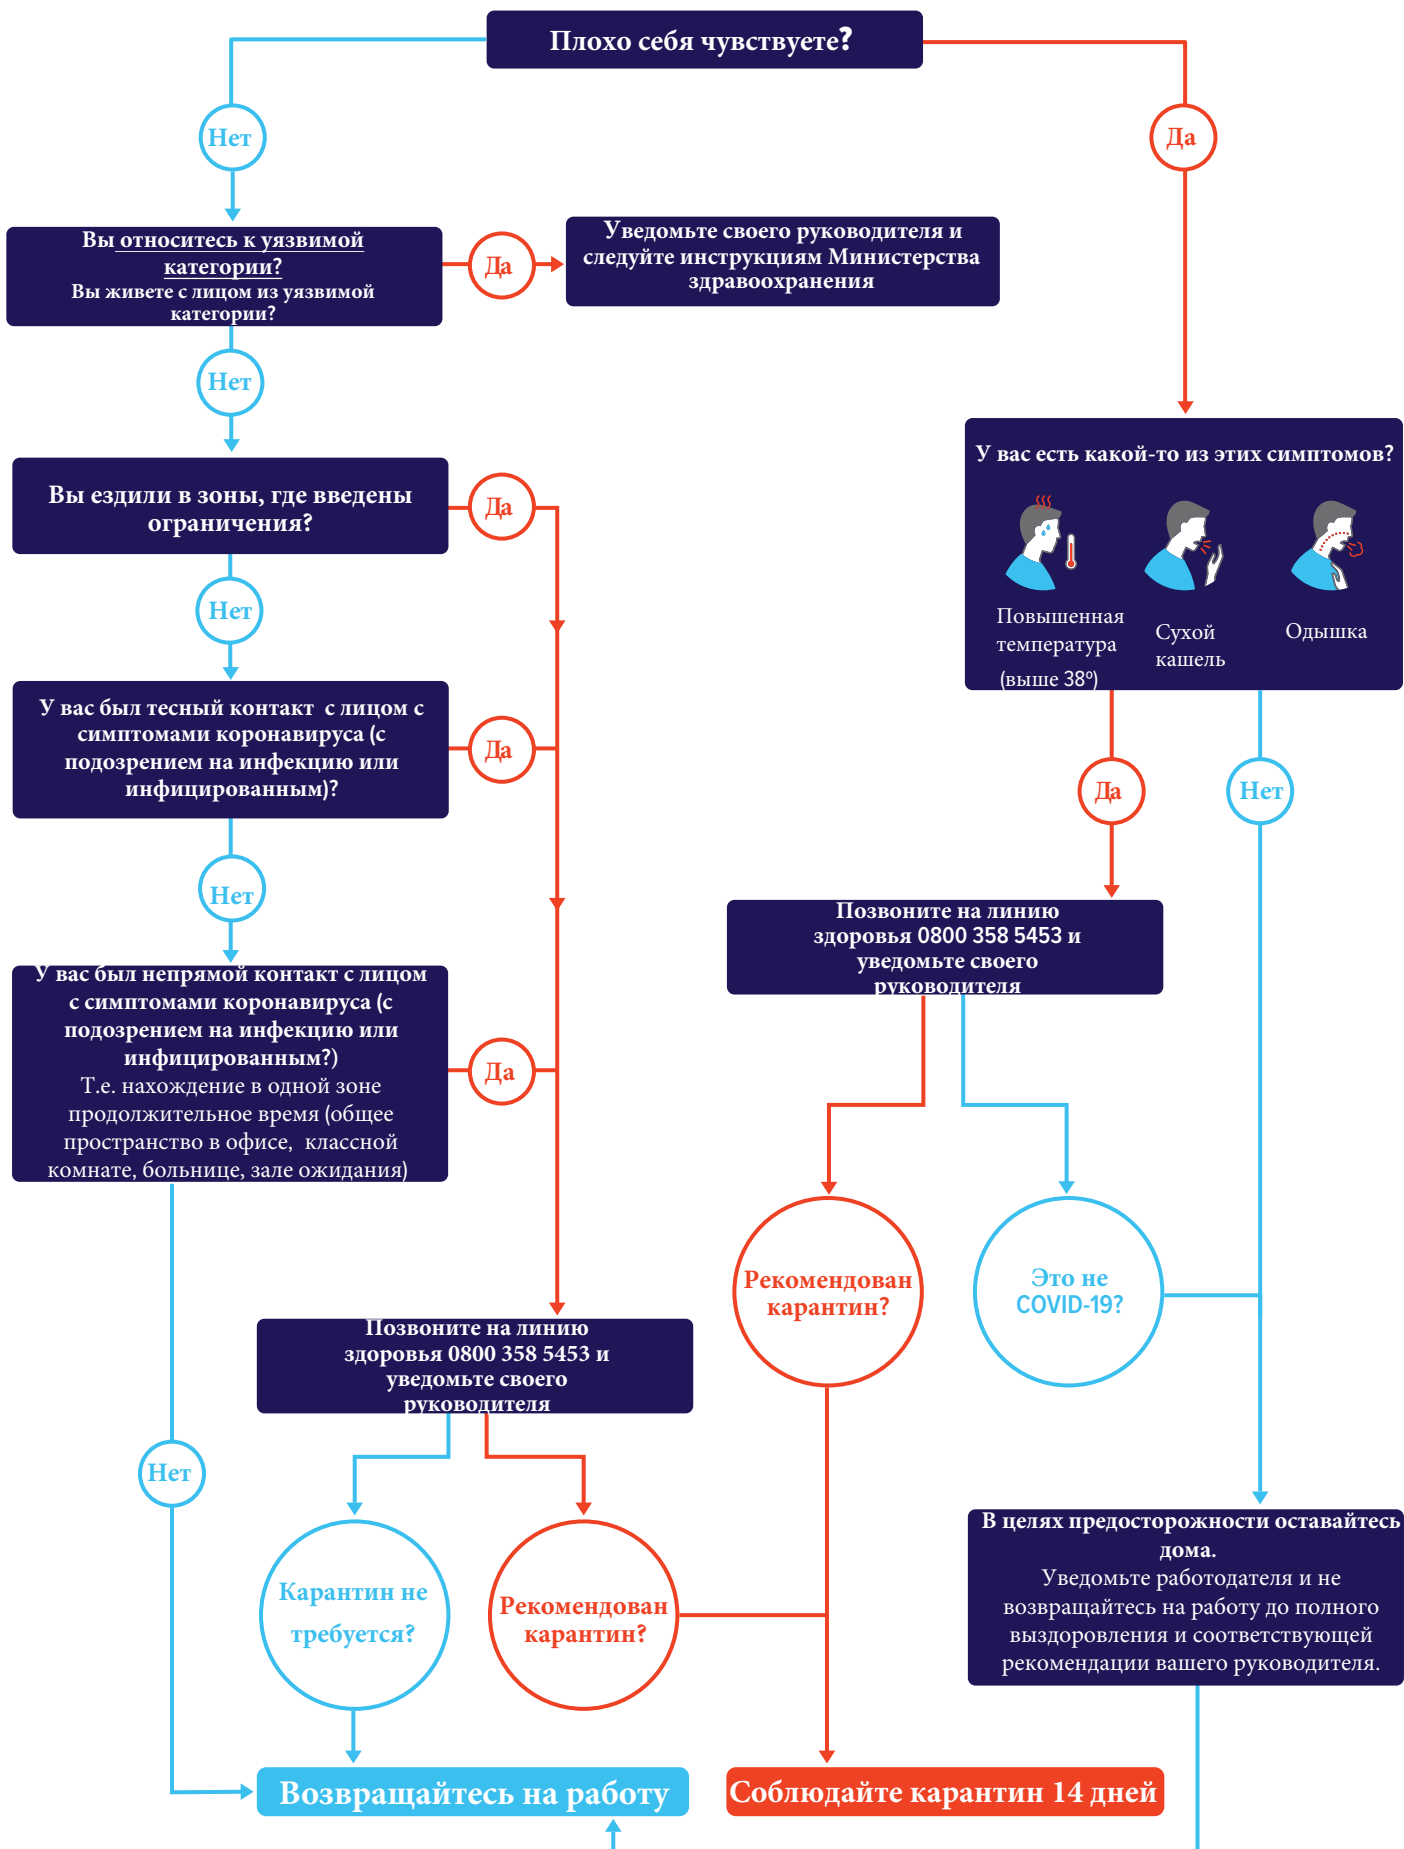 Плохо себя чувствуете?
Нет
Да
Вы относитесь к уязвимой
категории?
Вы живете с лицом из уязвимой
категории?
Да
Уведомьте своего руководителя и
следуйте инструкциям Министерства
здравоохранения
Нет
У вас есть какой-то из этих симптомов?
Повышенная
температура
(выше 38º)
Сухой
кашель
Одышка
Вы ездили в зоны, где введены
ограничения?
Да
Нет
У вас был тесный контакт с лицом с
симптомами коронавируса (с
подозрением на инфекцию или
инфицированным)?
Да
Да
Нет
Нет
Позвоните на линию
здоровья 0800 358 5453 и
уведомьте своего
руководителя
У вас был непрямой контакт с лицом
с симптомами коронавируса (с
подозрением на инфекцию или
инфицированным?)
Т.е. нахождение в одной зоне
продолжительное время (общее
пространство в офисе, классной
комнате, больнице, зале ожидания)
Да
Рекомендован
карантин?
Это не
COVID-19?
Позвоните на линию
здоровья 0800 358 5453 и
уведомьте своего
руководителя
Нет
Карантин не
требуется?
Рекомендован
карантин?
В целях предосторожности оставайтесь
дома.
Уведомьте работодателя и не
возвращайтесь на работу до полного
выздоровления и соответствующей
рекомендации вашего руководителя.
Возвращайтесь на работу
Соблюдайте карантин 14 дней